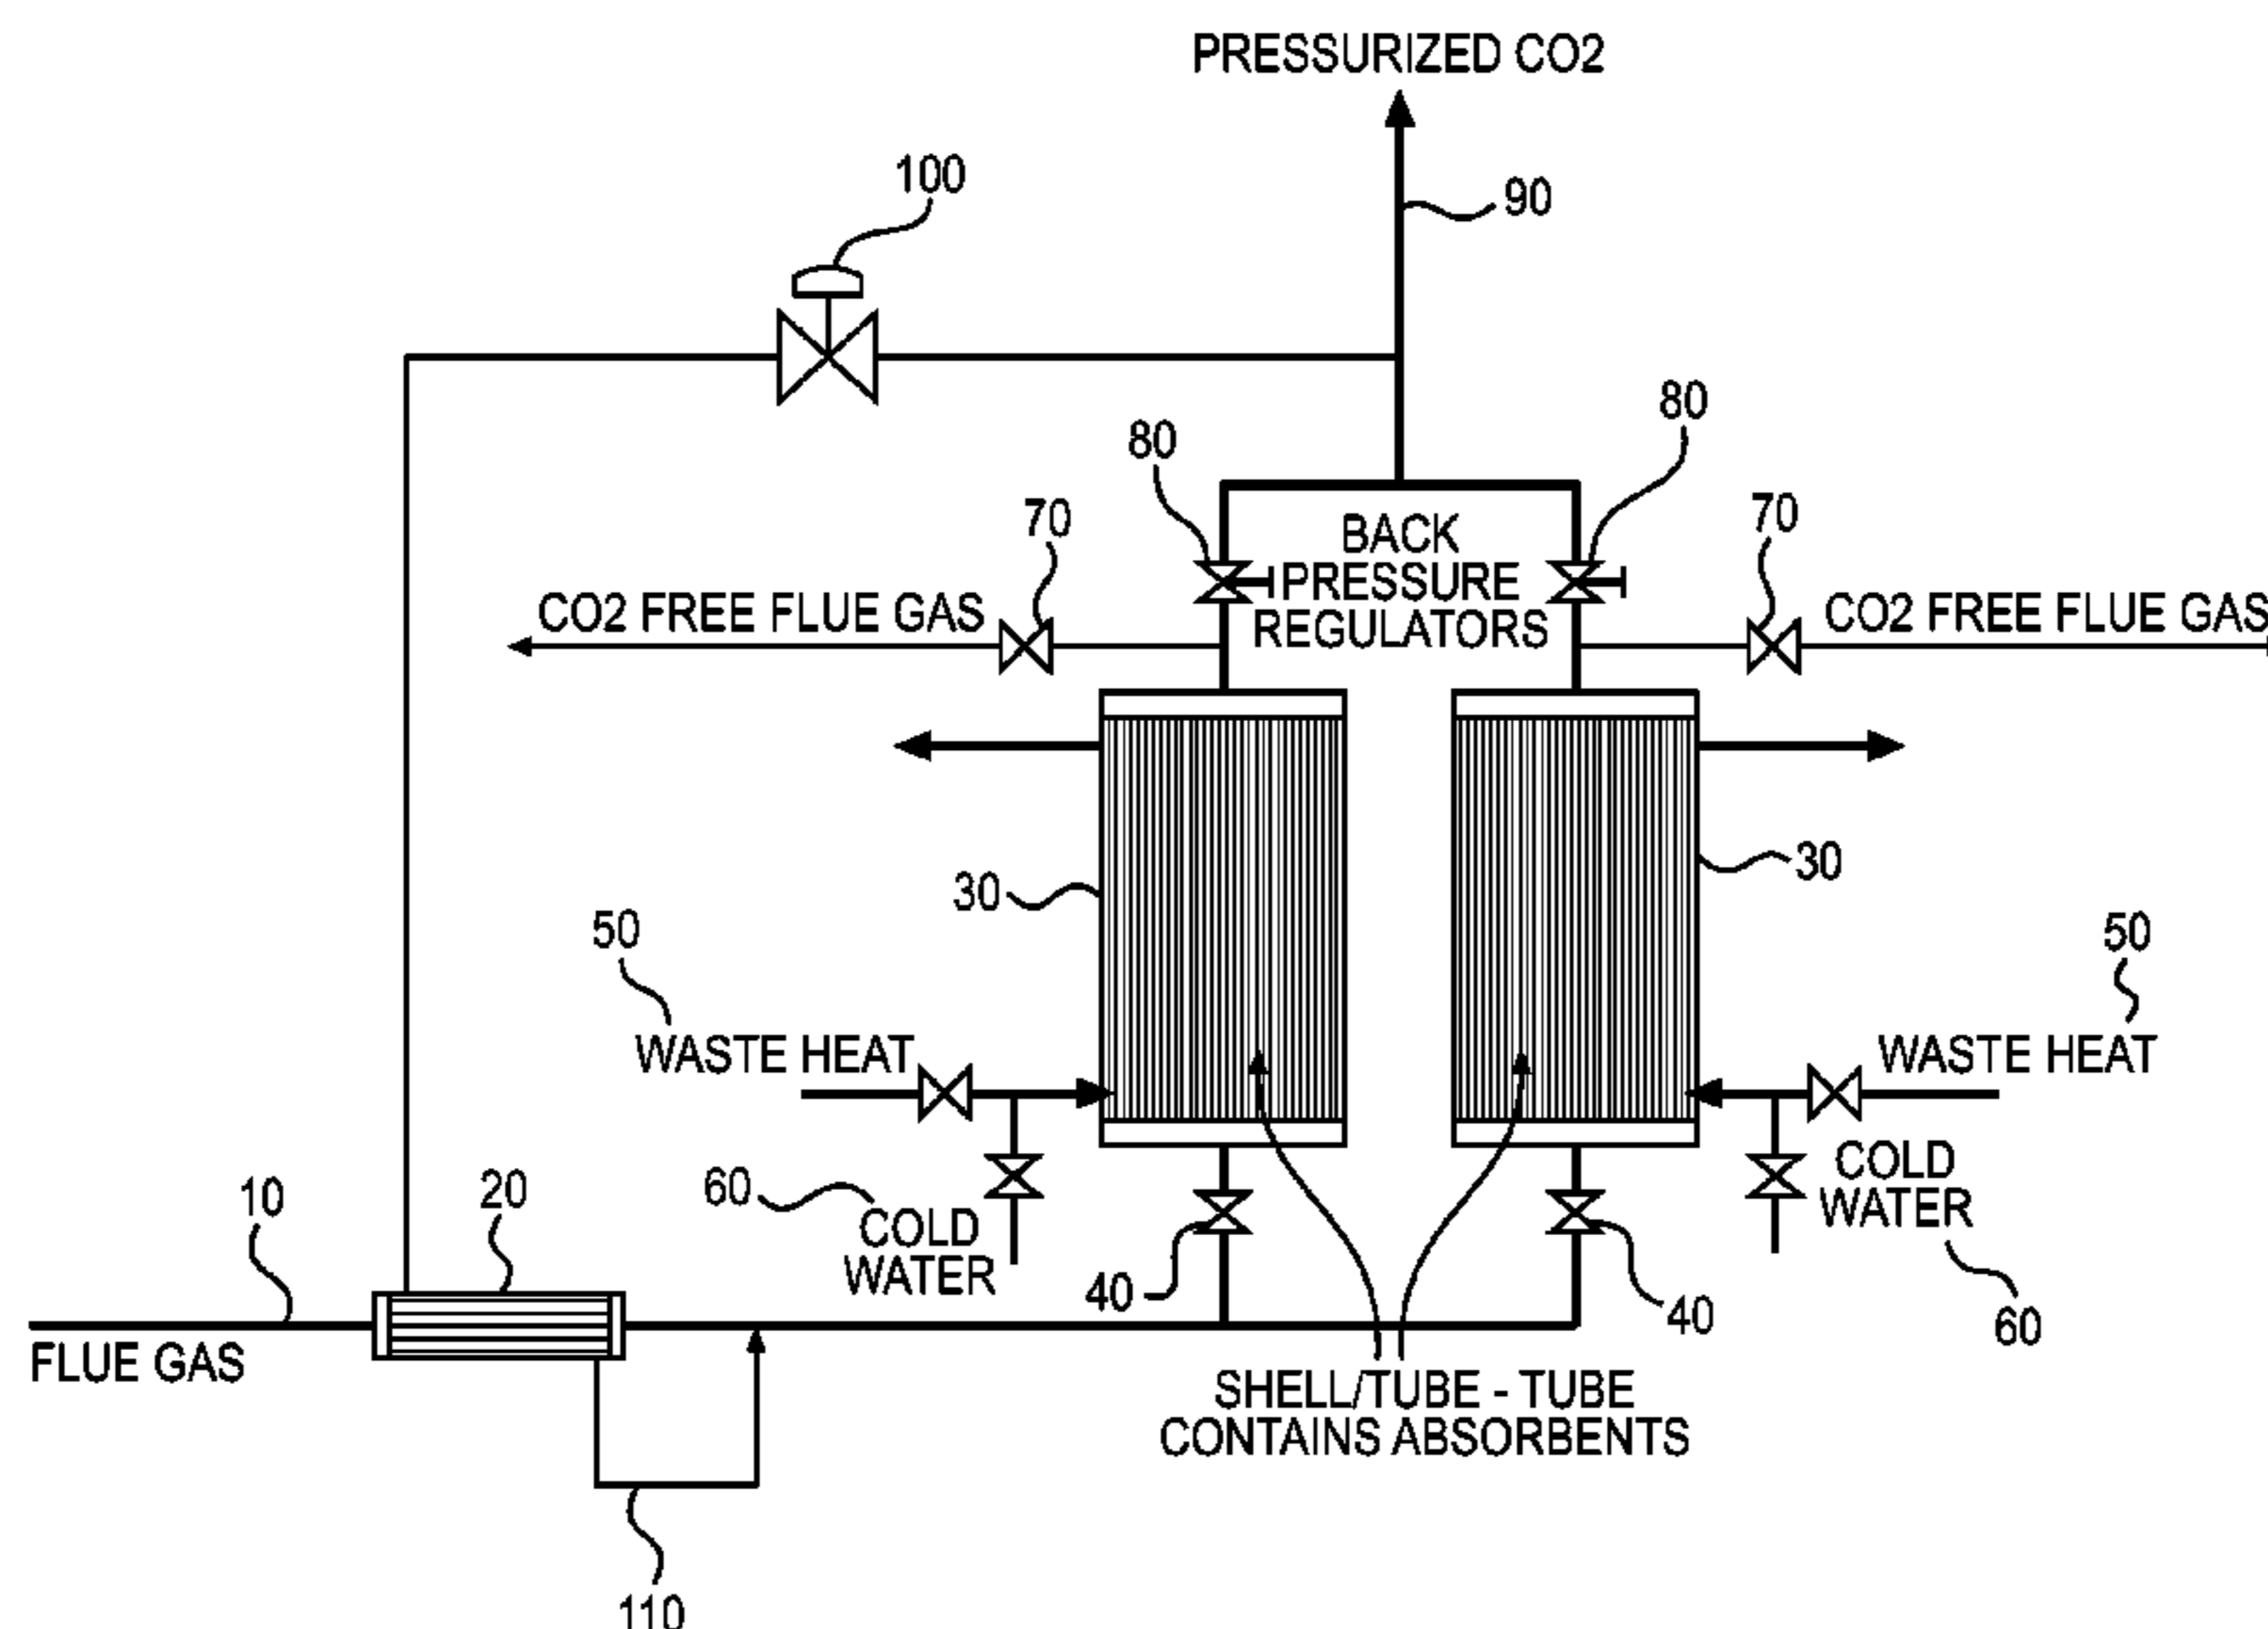 PRESSURIZED CO2
100
90
80
80
70
70
BACK
PRESSURE
REGULATORS
CO2 FREE FLUE GAS
CO2 FREE FLUE GAS
30
30
50
50
WASTE HEAT
WASTE HEAT
10
20
60
COLD
WATER
COLD
WATER
40
40
60
FLUE GAS
SHELL/TUBE - TUBE
CONTAINS ABSORBENTS
110